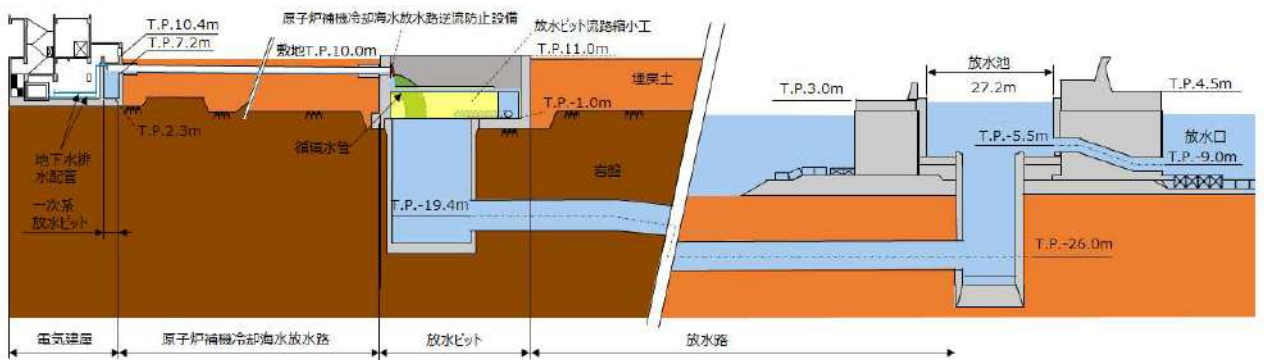 T.P.10.4m
T.P.7.2m
原子炉補機冷却海水放水路逆流防止設備
敷地T.P.10.0m
放水ピット流路縮小工
T.P.11.0m
埋戻土
放水池
27.2m
T.P.3.0m
T.P.4.5m
T.P.-1.0m
T.P.2.3m
循環水管
地下水排
水配管
岩盤
T.P.-5.5m
放水口
T.P.-9.0m
一次系
放水ピット
T.P.-19.4m
T.P.-26.0m
電気建屋
原子炉補機冷却海水放水路
放水ピット
放水路